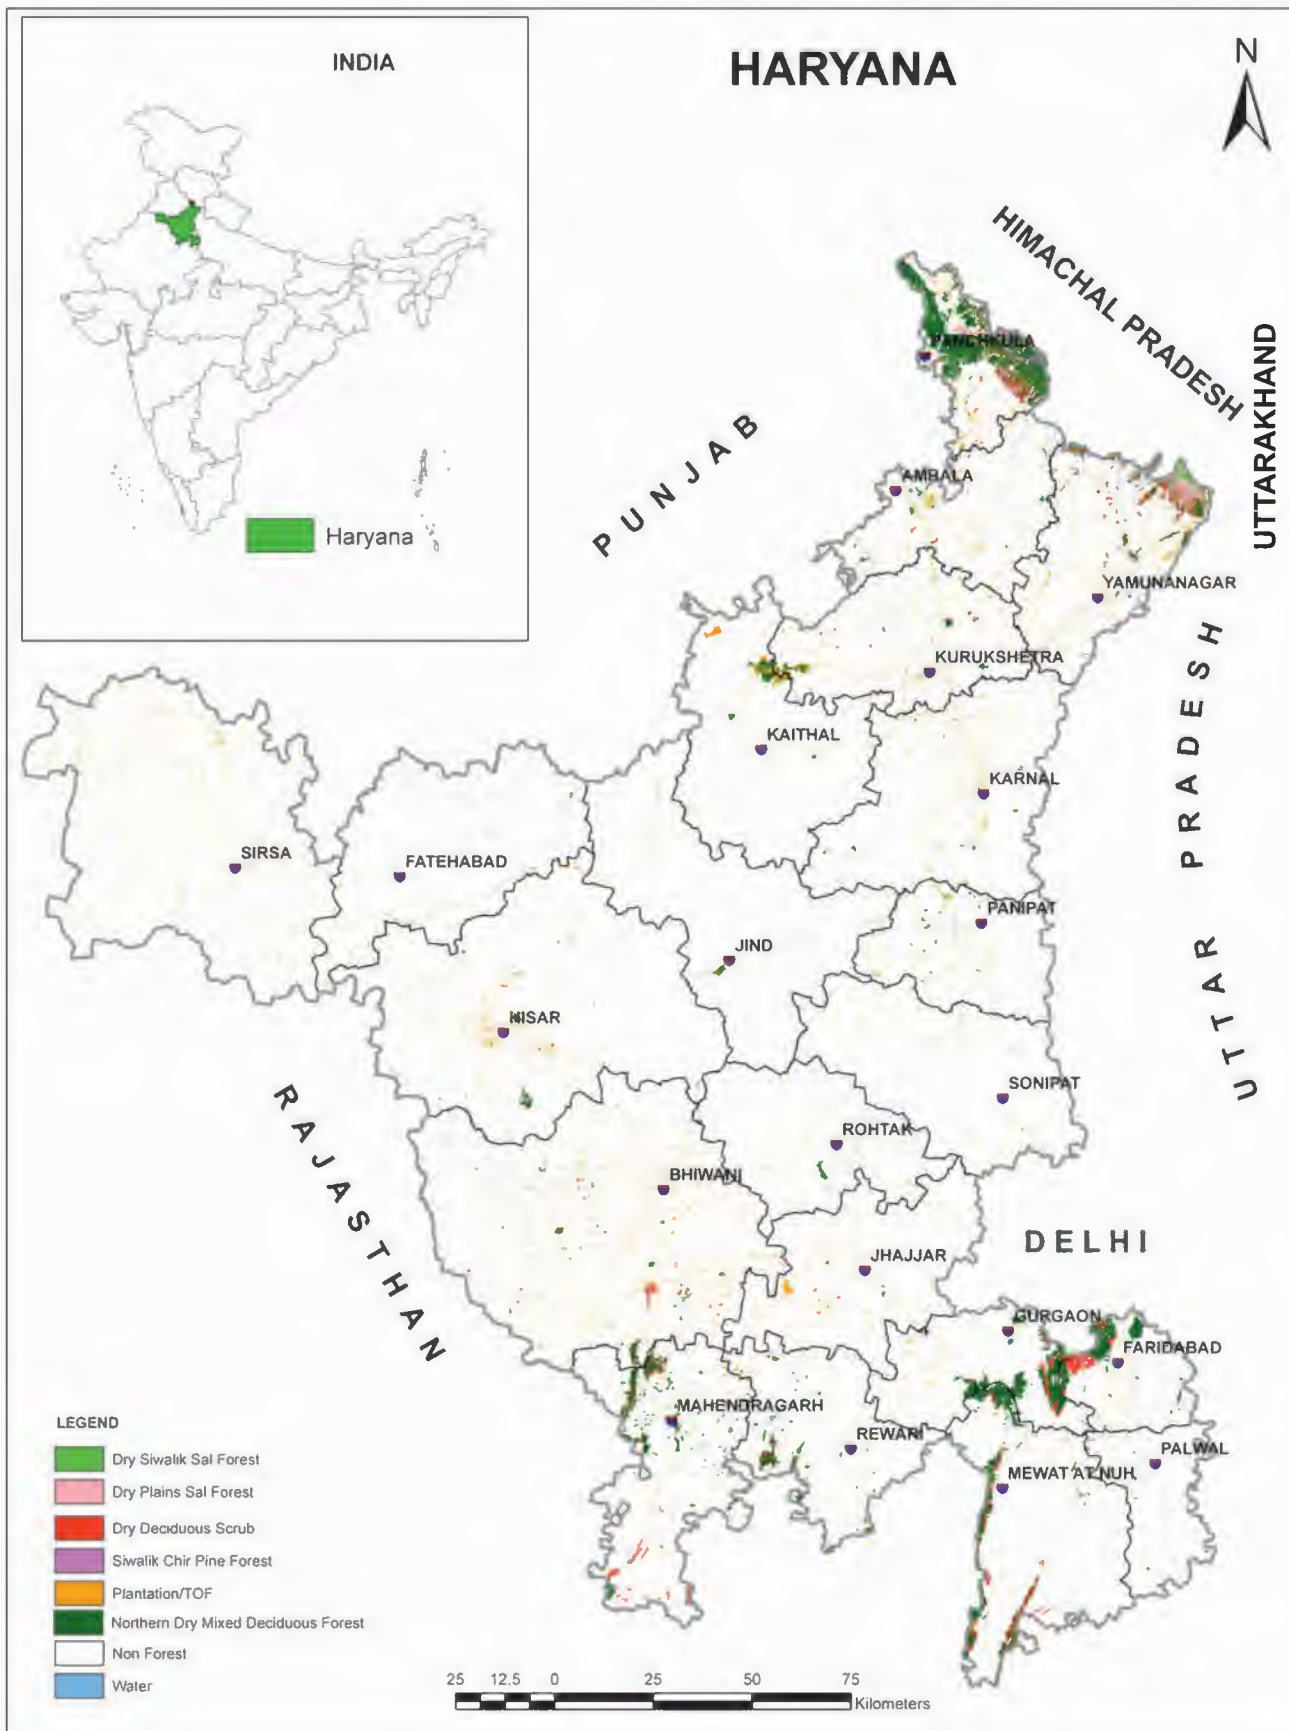 INDIA
HARYANA
N
Haryana
HIMACHAL PRADESH
UTTARAKHAND
PUNJAB
UTTAR PRADESH
RAJASTHAN
DELHI
PANCHKULA
AMBALA
YAMUNANAGAR
KURUKSHETRA
KAITHAL
KARNAL
SIRSA
FATEHABAD
PANIPAT
JIND
HISAR
SONIPAT
ROHTAK
BHIWANI
JHAJJAR
GURGAON
FARIDABAD
MAHENDRAGARH
REWARI
PALWAL
MEWAT AT NUH
LEGEND
Dry Siwalik Sal Forest
Dry Plains Sal Forest
Dry Deciduous Scrub
Siwalik Chir Pine Forest
Plantation/TOF
Northern Dry Mixed Deciduous Forest
Non Forest
Water
25 12.5 0 25 50 75
Kilometers